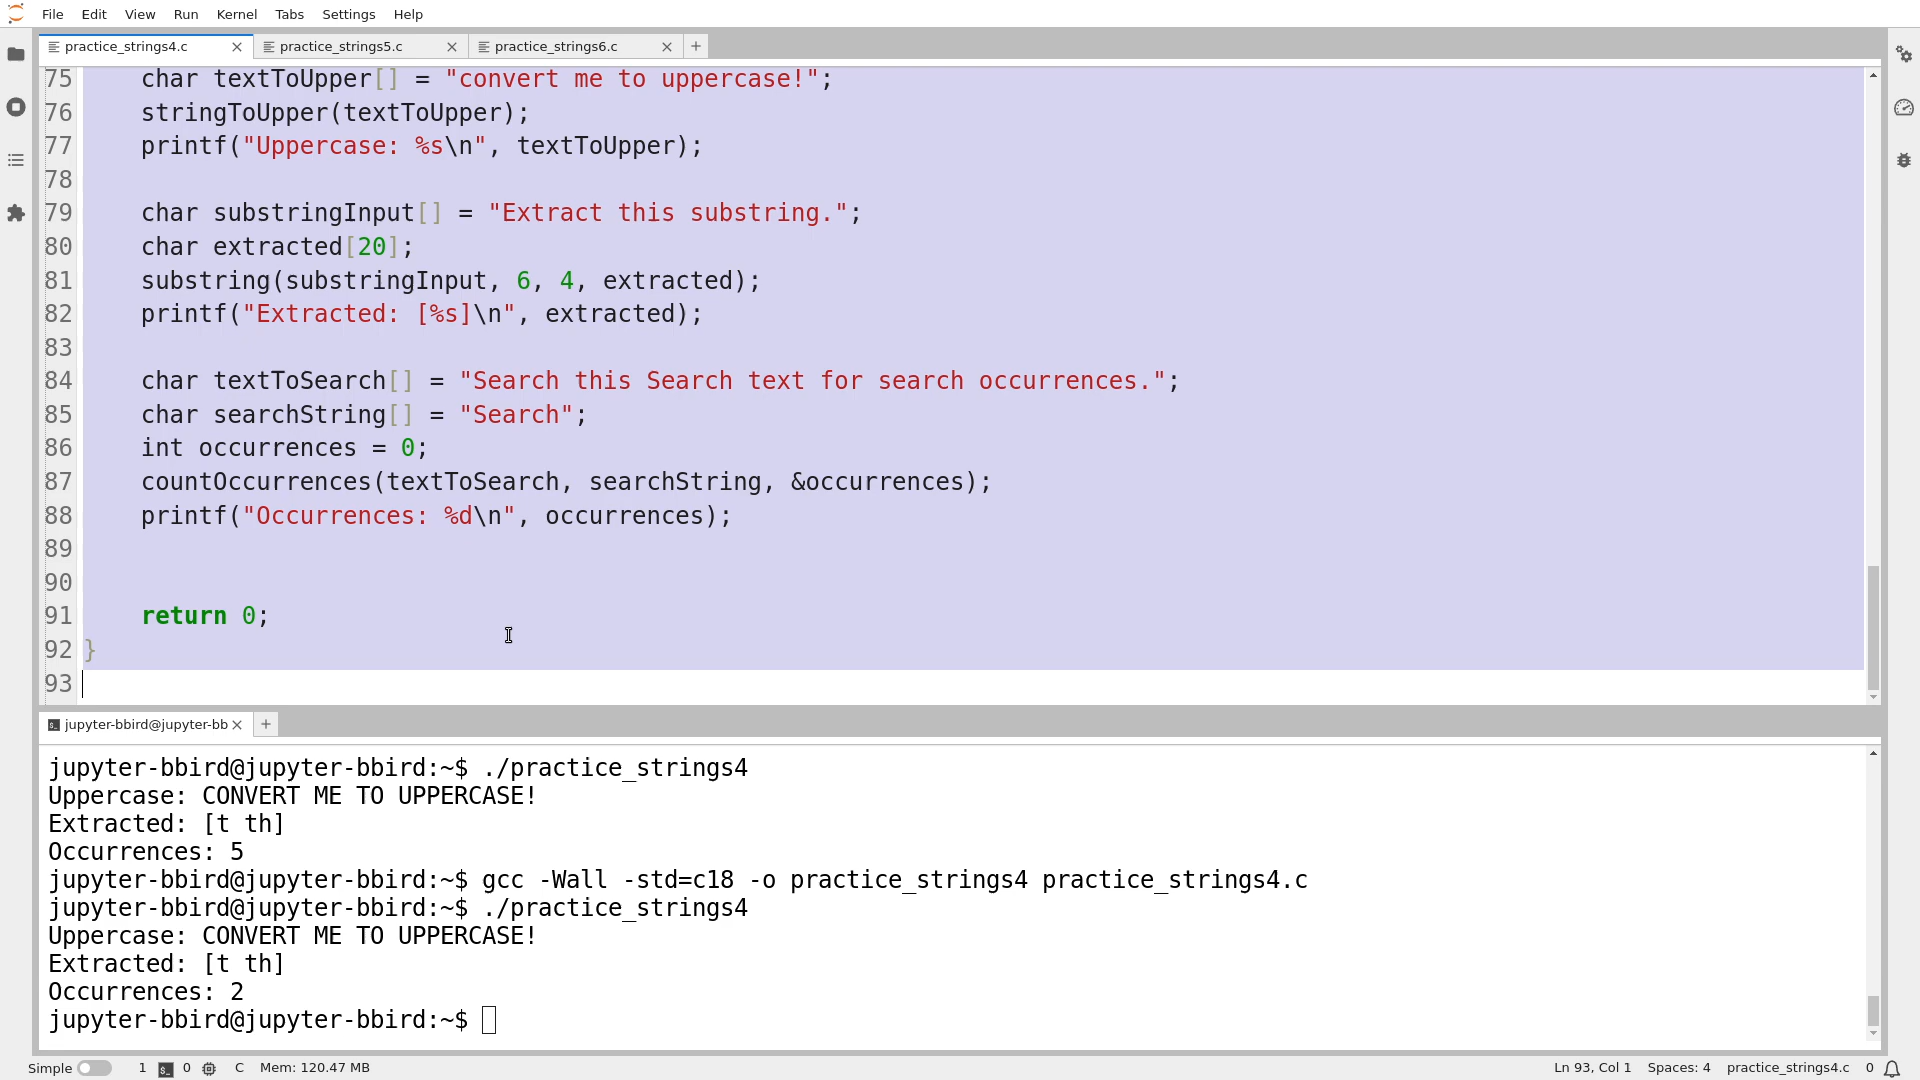 File Edit View Run Kernel Tabs Settings Help
practice_strings4.c practice_strings5.c practice_strings6.c
75     char textToUpper[] = "convert me to uppercase!";
76     stringToUpper(textToUpper);
77     printf("Uppercase: %s\n", textToUpper);
78
79     char substringInput[] = "Extract this substring.";
80     char extracted[20];
81     substring(substringInput, 6, 4, extracted);
82     printf("Extracted: [%s]\n", extracted);
83
84     char textToSearch[] = "Search this Search text for search occurrences.";
85     char searchString[] = "Search";
86     int occurrences = 0;
87     countOccurrences(textToSearch, searchString, &occurrences);
88     printf("Occurrences: %d\n", occurrences);
89
90
91     return 0;
92 }
93
jupyter-bbird@jupyter-bb
jupyter-bbird@jupyter-bbird:~$ ./practice_strings4
Uppercase: CONVERT ME TO UPPERCASE!
Extracted: [t th]
Occurrences: 5
jupyter-bbird@jupyter-bbird:~$ gcc -Wall -std=c18 -o practice_strings4 practice_strings4.c
jupyter-bbird@jupyter-bbird:~$ ./practice_strings4
Uppercase: CONVERT ME TO UPPERCASE!
Extracted: [t th]
Occurrences: 2
jupyter-bbird@jupyter-bbird:~$
Simple 1 0 C Mem: 120.47 MB Ln 93, Col 1 Spaces: 4 practice_strings4.c 0